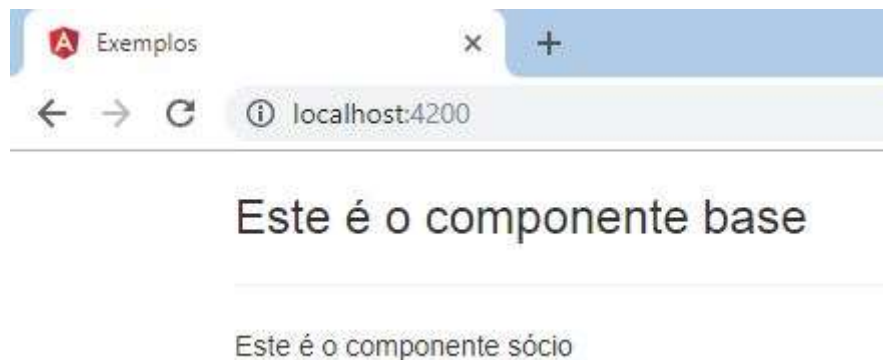 Exemplos
localhost:4200
Este é o componente base
Este é o componente sócio